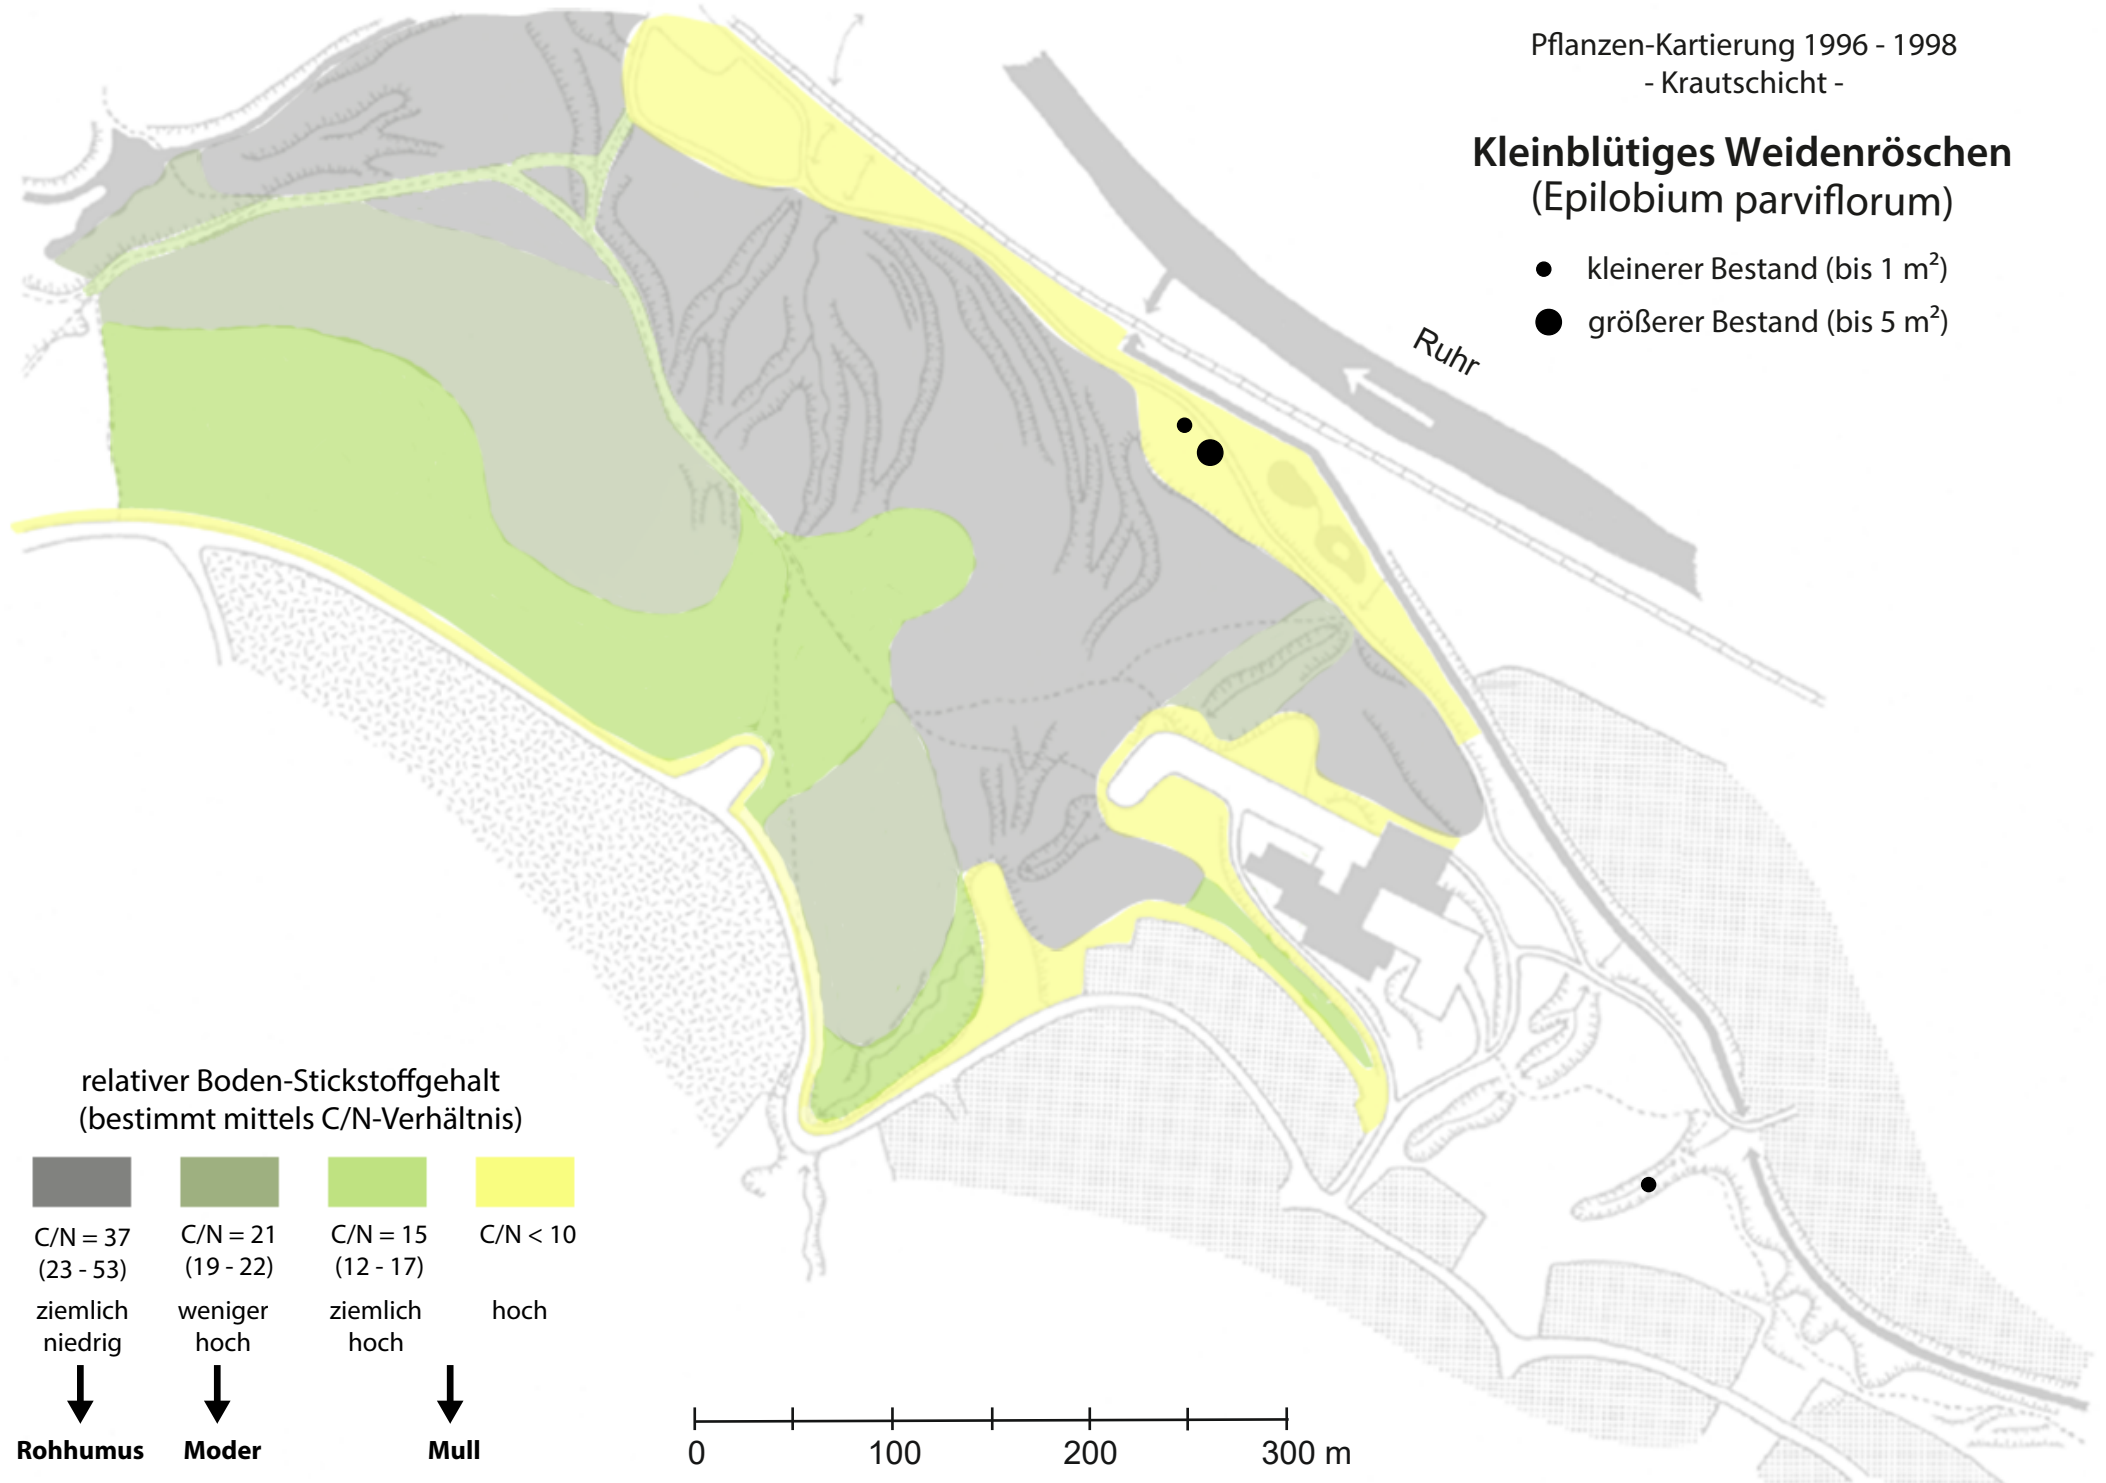 Pflanzen-Kartierung 1996 - 1998
- Krautschicht -
Kleinblütiges Weidenröschen
(Epilobium parviflorum)
kleinerer Bestand (bis 1 m²)
größerer Bestand (bis 5 m²)
Ruhr
relativer Boden-Stickstoffgehalt
(bestimmt mittels C/N-Verhältnis)
C/N = 37 C/N = 21 C/N = 15 C/N < 10
(23 - 53) (19 - 22) (12 - 17)
ziemlich weniger ziemlich hoch
niedrig hoch hoch
Rohhumus Moder Mull
0 100 200 300 m